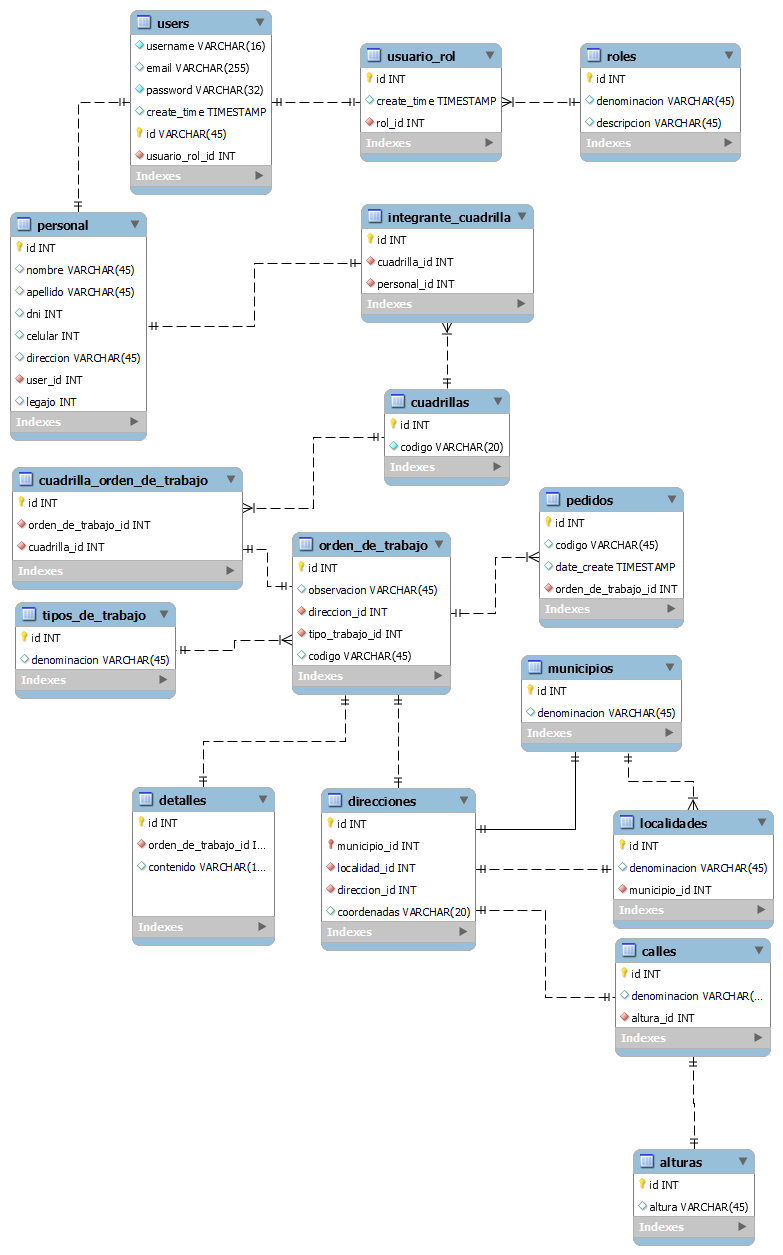 users
username VARCHAR(16)
email VARCHAR(255)
password VARCHAR(32)
create_time TIMESTAMP
id VARCHAR(45)
usuario_rol_id INT
Indexes
usuario_rol
id INT
create_time TIMESTAMP
rol_id INT
Indexes
roles
id INT
denominacion VARCHAR(45)
descripcion VARCHAR(45)
Indexes
personal
id INT
nombre VARCHAR(45)
apellido VARCHAR(45)
dni INT
celular INT
direccion VARCHAR(45)
user_id INT
legajo INT
Indexes
integrante_cuadrilla
id INT
cuadrilla_id INT
personal_id INT
Indexes
cuadrillas
id INT
codigo VARCHAR(20)
Indexes
cuadrilla_orden_de_trabajo
id INT
orden_de_trabajo_id INT
cuadrilla_id INT
Indexes
orden_de_trabajo
id INT
observacion VARCHAR(45)
direccion_id INT
tipo_trabajo_id INT
codigo VARCHAR(45)
Indexes
pedidos
id INT
codigo VARCHAR(45)
date_create TIMESTAMP
orden_de_trabajo_id INT
Indexes
tipos_de_trabajo
id INT
denominacion VARCHAR(45)
Indexes
municipios
id INT
denominacion VARCHAR(45)
Indexes
detalles
id INT
orden_de_trabajo_id I...
contenido VARCHAR(1...
Indexes
direcciones
id INT
municipio_id INT
localidad_id INT
direccion_id INT
coordenadas VARCHAR(20)
Indexes
localidades
id INT
denominacion VARCHAR(45)
municipio_id INT
Indexes
calles
id INT
denominacion VARCHAR(...
altura_id INT
Indexes
alturas
id INT
altura VARCHAR(45)
Indexes